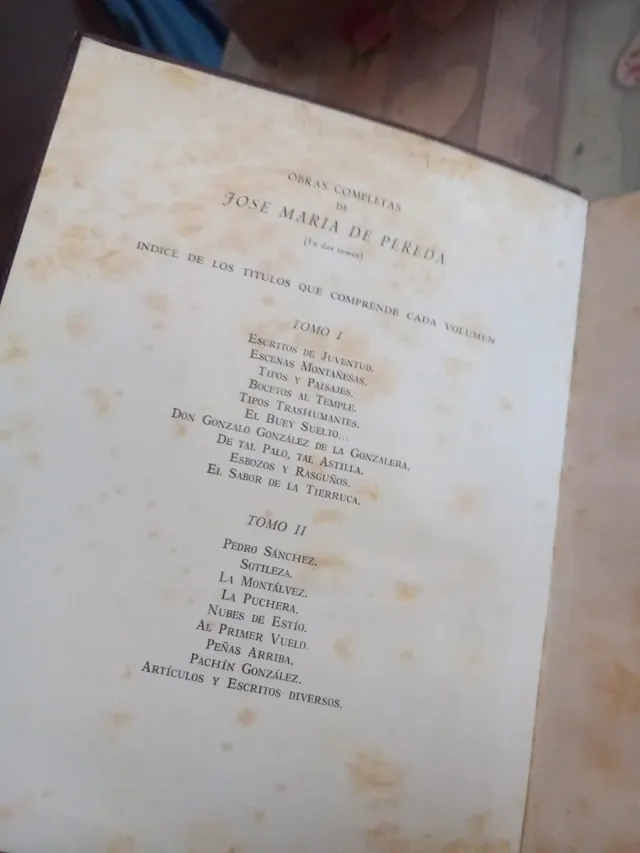 OBRAS COMPLETAS
DE
JOSE MARIA DE PEREDA
(En dos tomos)
INDICE DE LOS TITULOS QUE COMPRENDE CADA VOLUMEN
TOMO I
ESCRITOS DE JUVENTUD.
ESCENAS MONTAÑESAS.
TIPOS Y PAISAJES.
BOCETOS AL TEMPLE.
TIPOS TRASHUMANTES.
EL BUEY SUELTO...
DON GONZALO GONZÁLEZ DE LA GONZALERA.
DE TAL PALO, TAL ASTILLA.
ESBOZOS Y RASGUÑOS.
EL SABOR DE LA TIERRUCA.
TOMO II
PEDRO SÁNCHEZ.
SOTILEZA.
LA MONTÁLVEZ.
LA PUCHERA.
NUBES DE ESTÍO.
AL PRIMER VUELO.
PEÑAS ARRIBA.
PACHÍN GONZÁLEZ.
ARTÍCULOS Y ESCRITOS DIVERSOS.